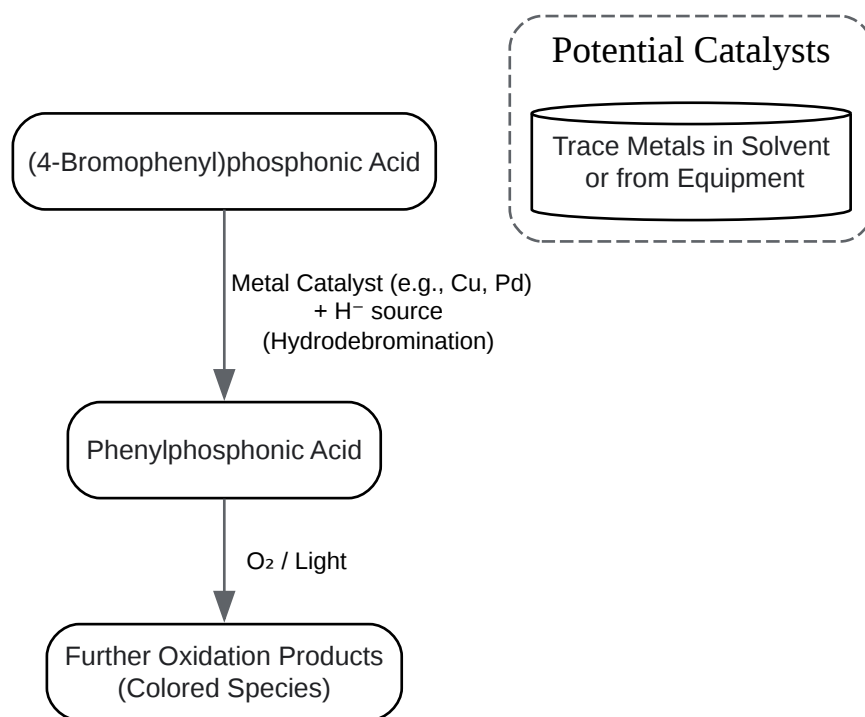 Potential Catalysts
Trace Metals in Solvent
or from Equipment
(4-Bromophenyl)phosphonic Acid
Metal Catalyst (e.g., Cu, Pd)
+ H⁻ source
(Hydrodebromination)
Phenylphosphonic Acid
O₂ / Light
Further Oxidation Products
(Colored Species)